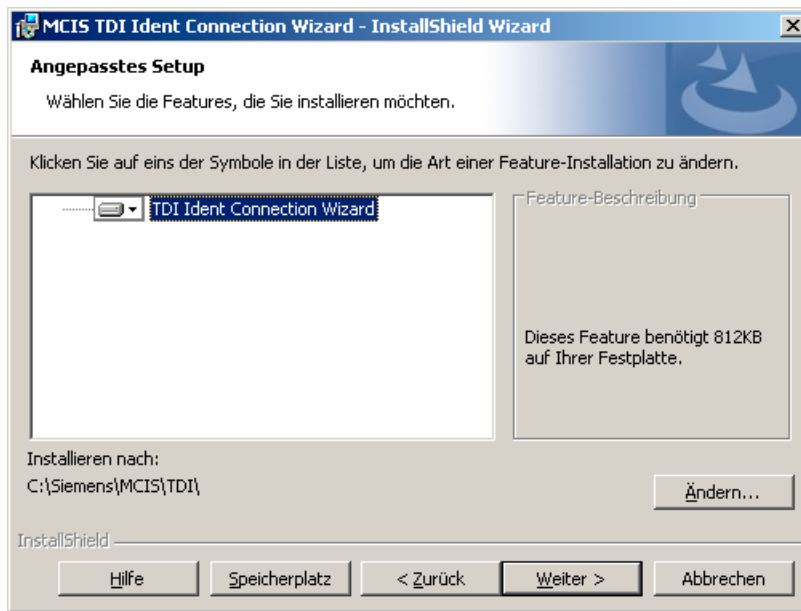 MCIS TDI Ident Connection Wizard - InstallShield Wizard
Angepasstes Setup
Wählen Sie die Features, die Sie installieren möchten.
Klicken Sie auf eins der Symbole in der Liste, um die Art einer Feature-Installation zu ändern.
TDI Ident Connection Wizard
Feature-Beschreibung
Dieses Feature benötigt 812KB
auf Ihrer Festplatte.
Installieren nach:
C:\Siemens\MCIS\TDI\
Ändern...
InstallShield
Hilfe
Speicherplatz
< Zurück
Weiter >
Abbrechen